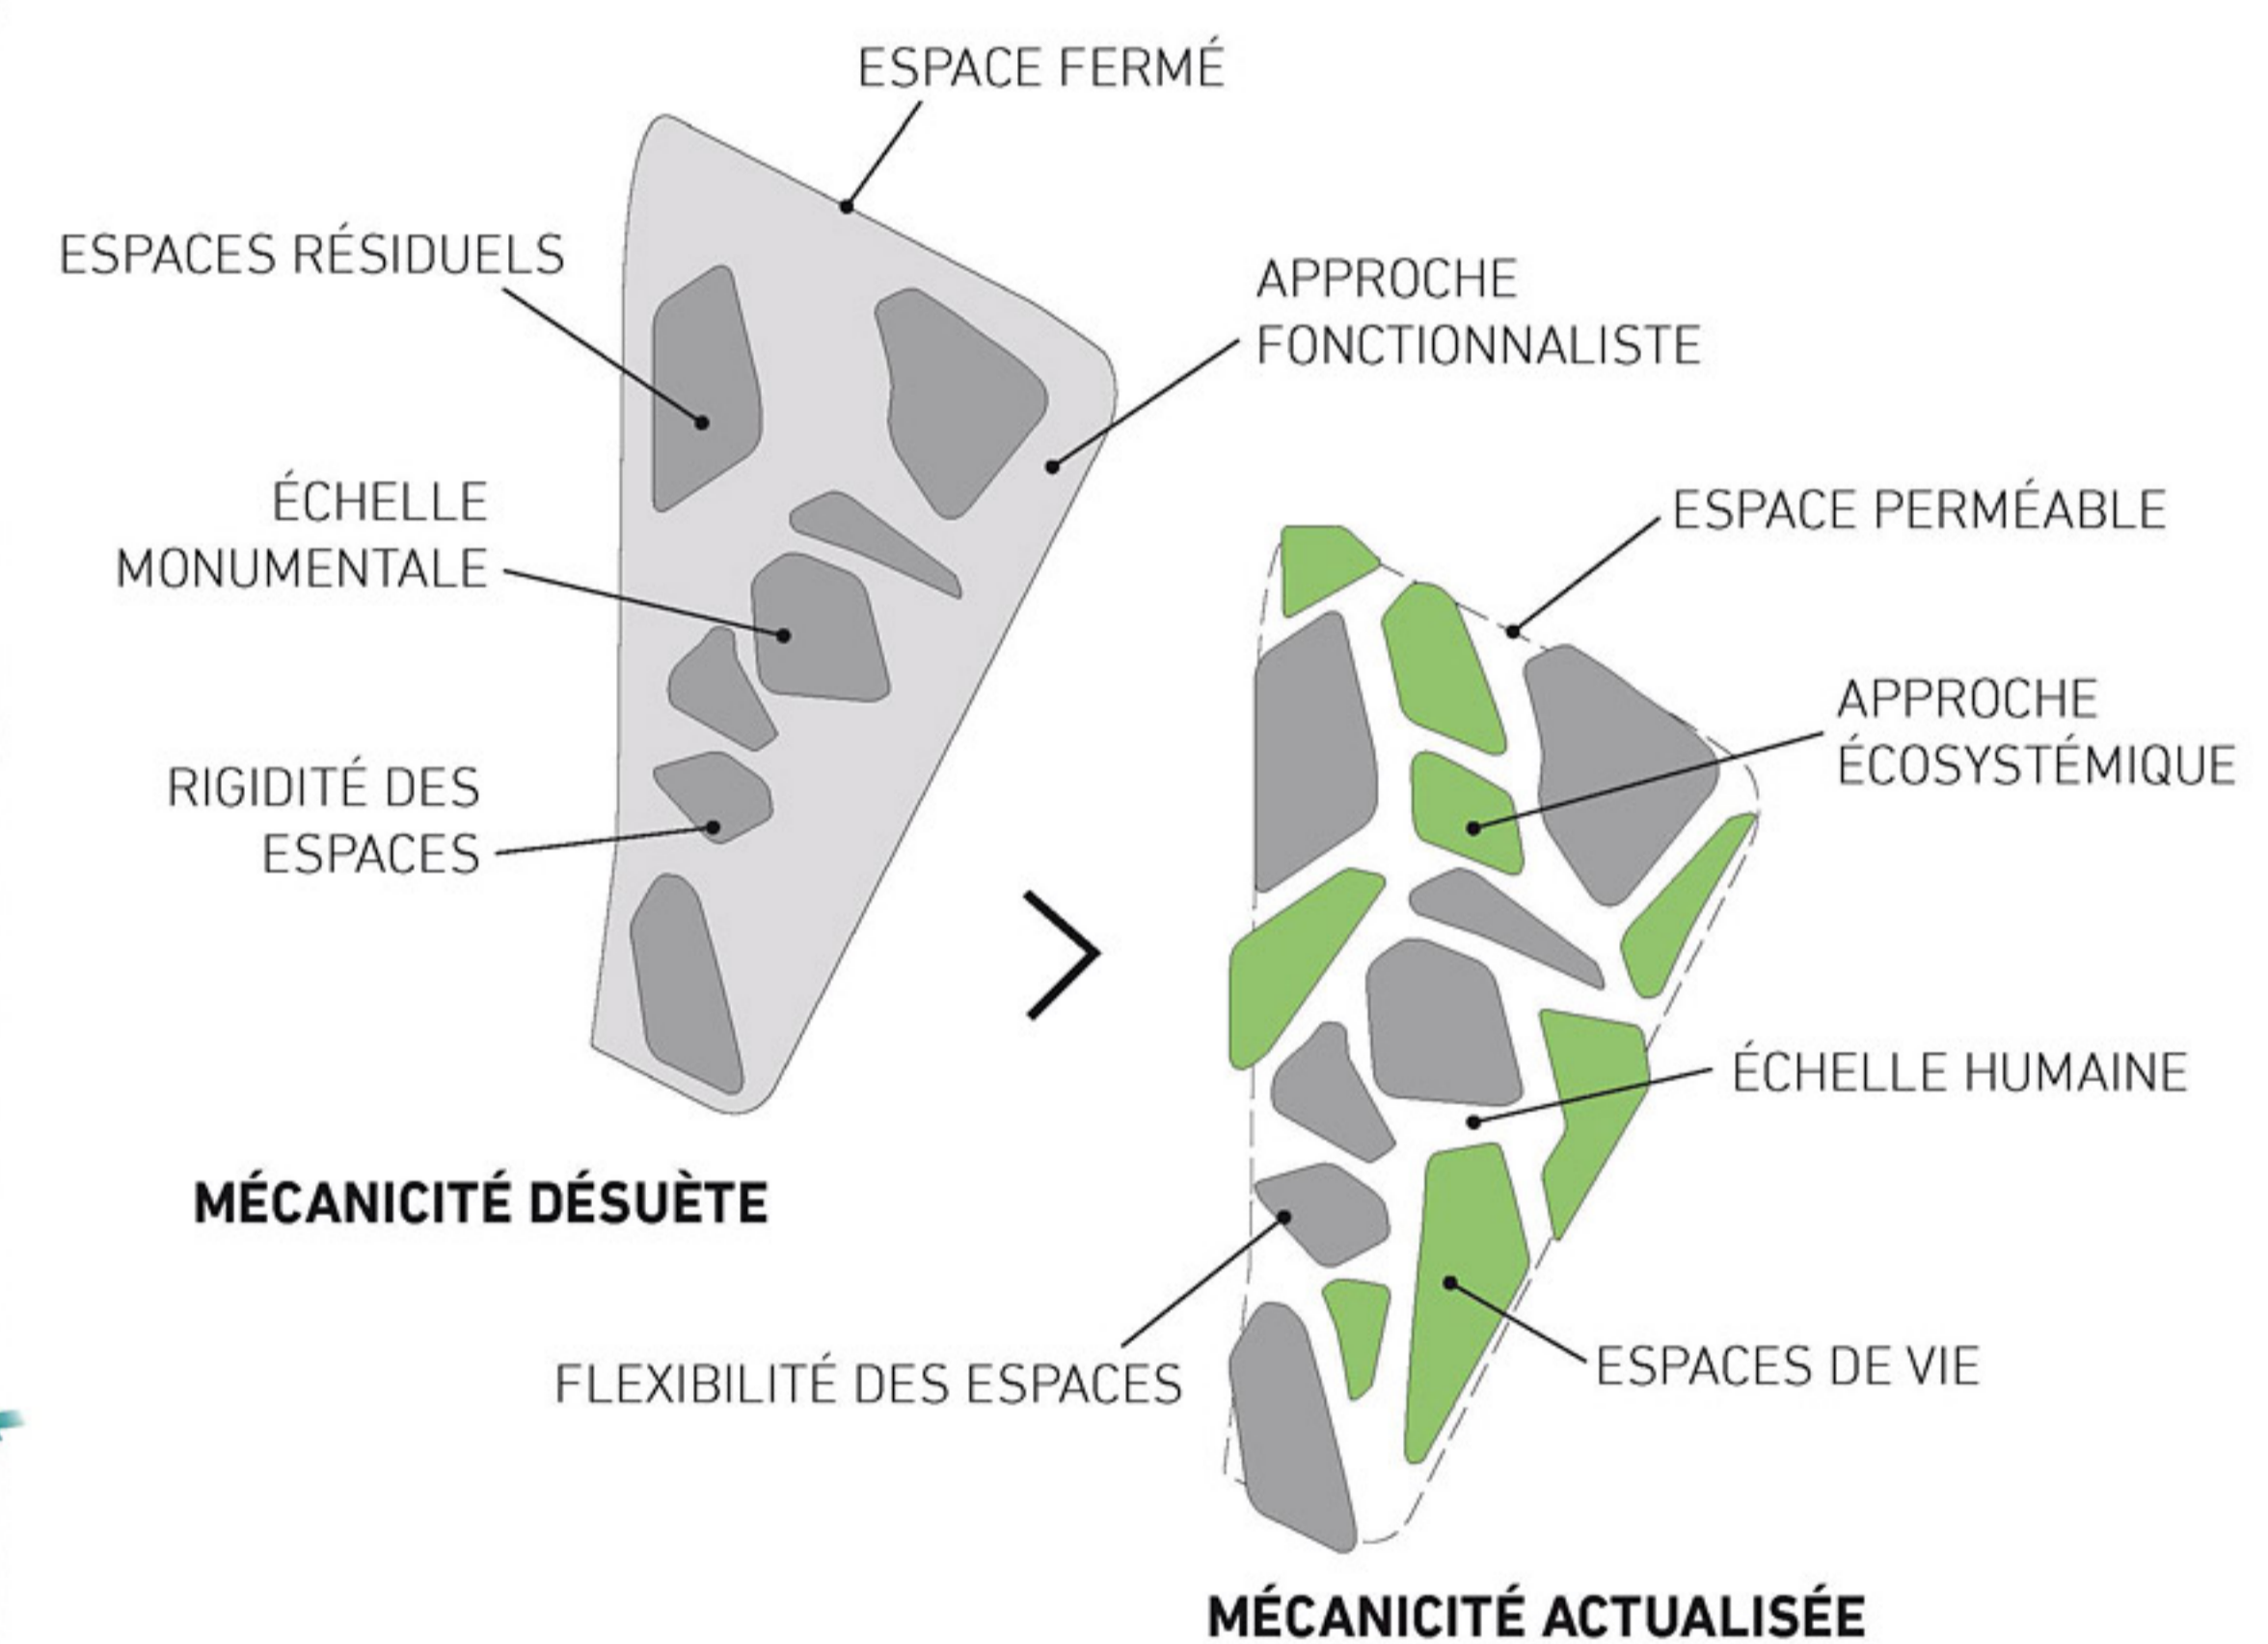 ESPACE FERMÉ
ESPACES RÉSIDUELS
APPROCHE
FONCTIONNALISTE
ÉCHELLE
MONUMENTALE
RIGIDITÉ DES
ESPACES
MÉCANICITÉ DÉSUÈTE
ESPACE PERMÉABLE
APPROCHE
ÉCOSYSTÉMIQUE
ÉCHELLE HUMAINE
FLEXIBILITÉ DES ESPACES
ESPACES DE VIE
MÉCANICITÉ ACTUALISÉE